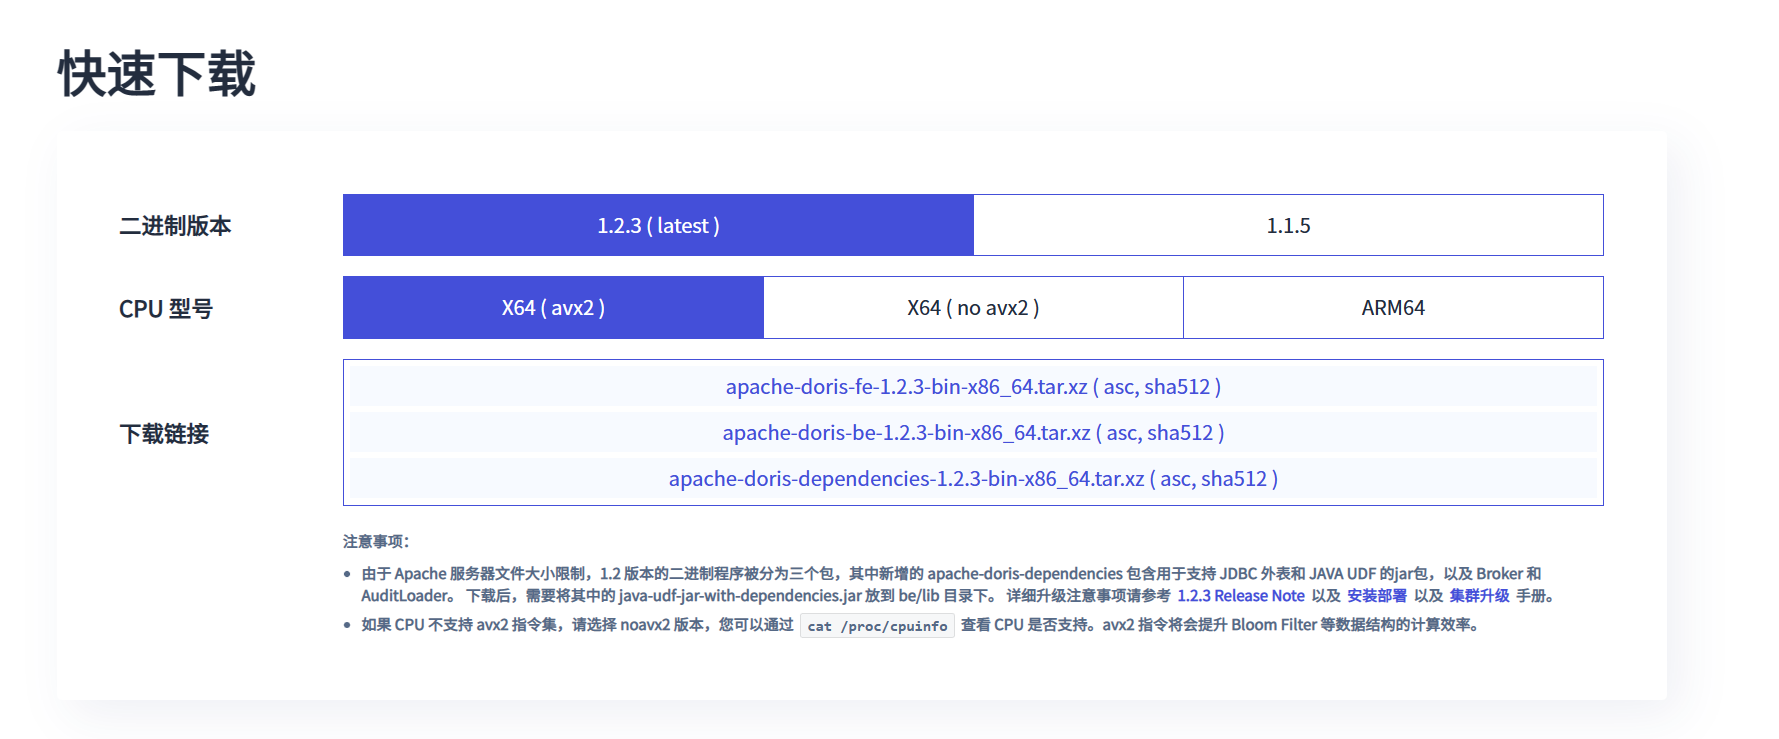 快速下载
二进制版本
1.2.3 ( latest )
1.1.5
CPU 型号
X64 ( avx2 )
X64 ( no avx2 )
ARM64
下载链接
apache-doris-fe-1.2.3-bin-x86_64.tar.xz ( asc, sha512 )
apache-doris-be-1.2.3-bin-x86_64.tar.xz ( asc, sha512 )
apache-doris-dependencies-1.2.3-bin-x86_64.tar.xz ( asc, sha512 )
注意事项：
• 由于 Apache 服务器文件大小限制，1.2 版本的二进制程序被分为三个包，其中新增的 apache-doris-dependencies 包含用于支持 JDBC 外表和 JAVA UDF 的jar包，以及 Broker 和
AuditLoader。 下载后，需要将其中的 java-udf-jar-with-dependencies.jar 放到 be/lib 目录下。 详细升级注意事项请参考 1.2.3 Release Note 以及 安装部署 以及 集群升级 手册。
• 如果 CPU 不支持 avx2 指令集，请选择 noavx2 版本，您可以通过 cat /proc/cpuinfo 查看 CPU 是否支持。avx2 指令将会提升 Bloom Filter 等数据结构的计算效率。